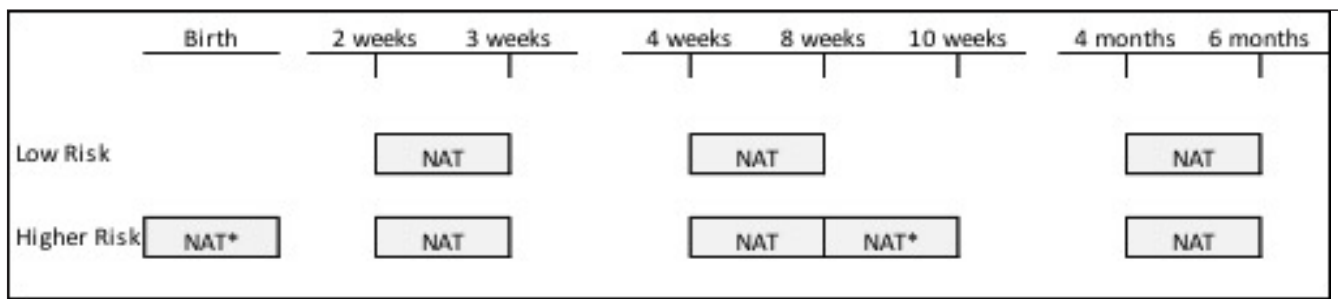 Birth 2 weeks 3 weeks 4 weeks 8 weeks 10 weeks 4 months 6 months
Low Risk NAT NAT NAT
Higher Risk NAT* NAT NAT NAT* NAT